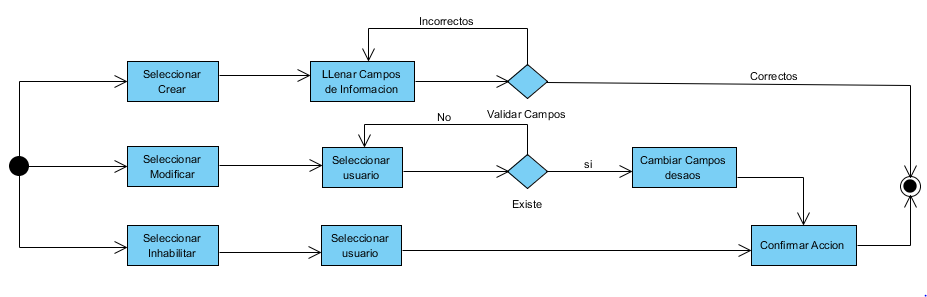 Incorrectos
Seleccionar
Crear
LLenar Campos
de Informacion
Correctos
Validar Campos
No
Seleccionar
Modificar
Seleccionar
usuario
si
Cambiar Campos
desaos
Existe
Seleccionar
Inhabilitar
Seleccionar
usuario
Confirmar Accion